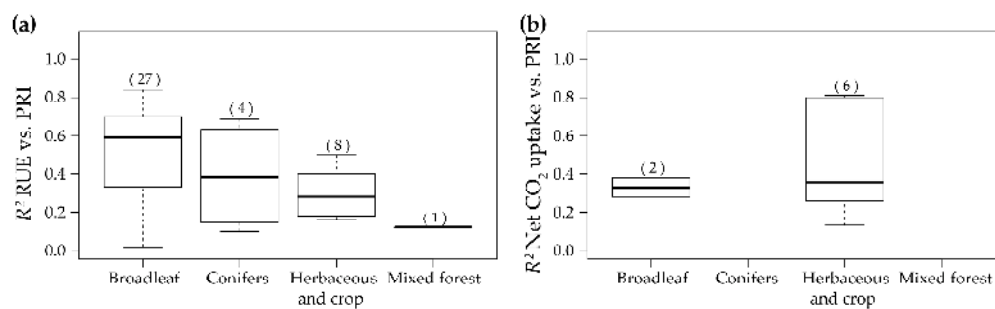 (a)
R² RUE vs. PRI
1.0
0.8
0.6
0.4
0.2
0.0
(27)
(4)
(8)
(1)
Broadleaf
Conifers
Herbaceous
and crop
Mixed forest
(b)
R² Net CO₂ uptake vs. PRI
1.0
0.8
0.6
0.4
0.2
0.0
(2)
(6)
Broadleaf
Conifers
Herbaceous
and crop
Mixed forest